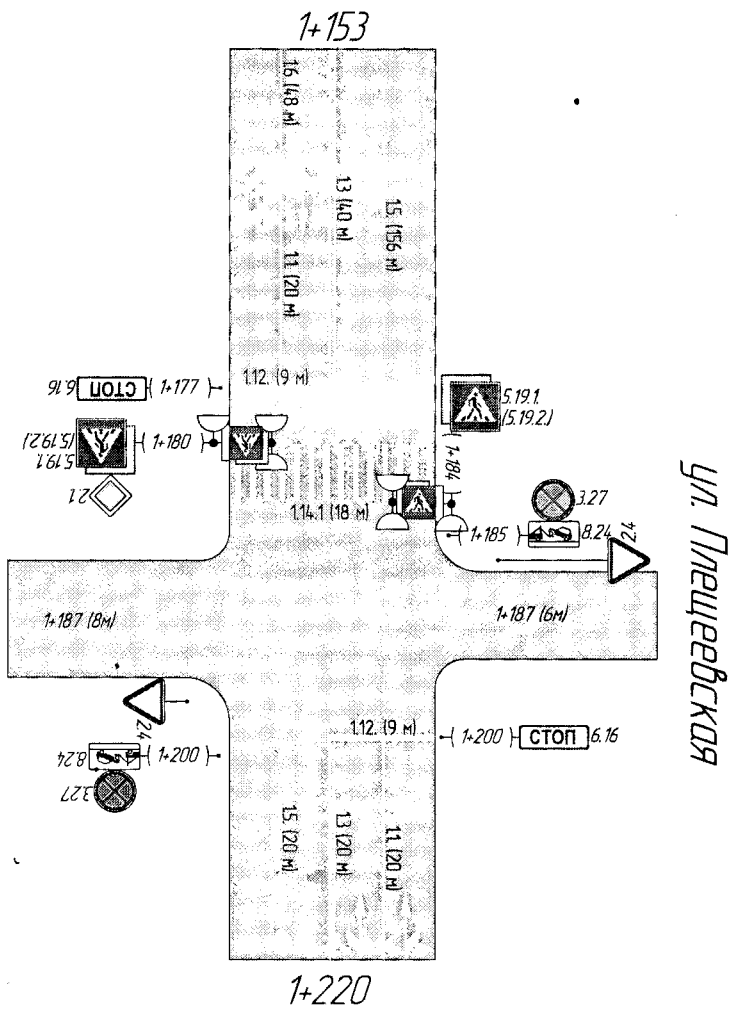 1+153
1.6 (48 м)
1.3 (40 м)
1.5. (156 м)
1.1. (20 м)
1.12. (9 м)
6.16
СТОП
1+177
5.19.1.
(5.19.2.)
5.19.1.
(5.19.2.)
1+180
1+184
2.1
1.14.1 (18 м)
3.27
1+185
8.24
2.4
ул. Плещеевская
1+187 (8м)
1+187 (6м)
2.4
1.12. (9 м)
1+200
СТОП
6.16
8.24
1+200
3.27
1.5. (20 м)
1.3 (20 м)
1.1. (20 м)
1+220